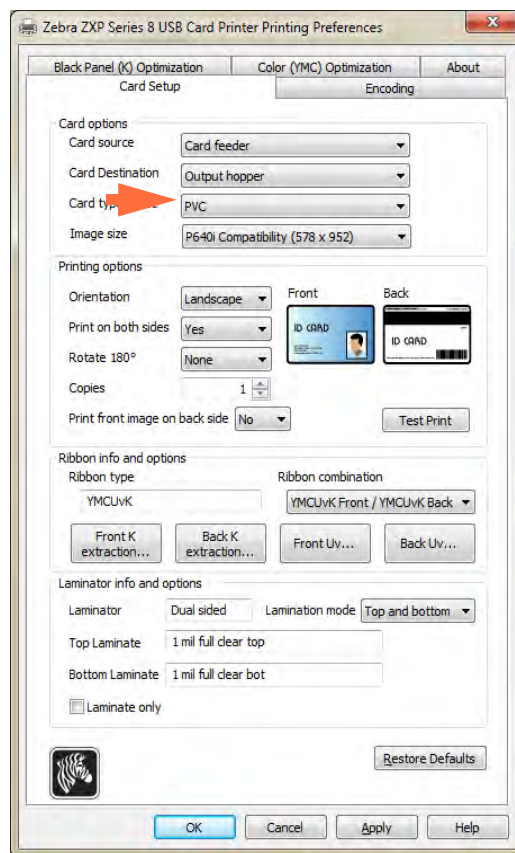 Zebra ZXP Series 8 USB Card Printer Printing Preferences
Black Panel (K) Optimization Color (YMC) Optimization About
Card Setup Encoding
Card options
Card source Card feeder
Card Destination Output hopper
Card PVC
Image size P640i Compatibility (578 x 952)
Printing options
Orientation Landscape Front Back
Print on both sides Yes
ID CARD ID CARD
Rotate 180° None
Copies 1
Print front image on back side No Test Print
Ribbon info and options
Ribbon type Ribbon combination
YMCUvK YMCUvK Front / YMCUvK Back
Front K extraction... Back K extraction... Front Uv... Back Uv...
Laminator info and options
Laminator Dual sided Lamination mode Top and bottom
Top Laminate 1 mil full clear top
Bottom Laminate 1 mil full clear bot
Laminate only
Restore Defaults
OK Cancel Apply Help